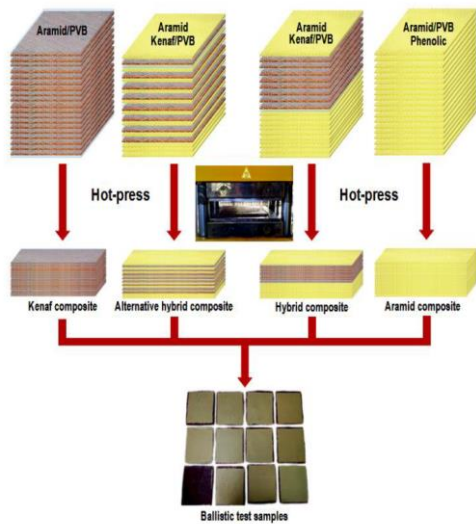 Aramid/PVB
Aramid
Kenaf/PVB
Aramid
Kenaf/PVB
Aramid/PVB
Phenolic
Hot-press
Hot-press
Kenaf composite
Alternative hybrid composite
Hybrid composite
Aramid composite
Ballistic test samples